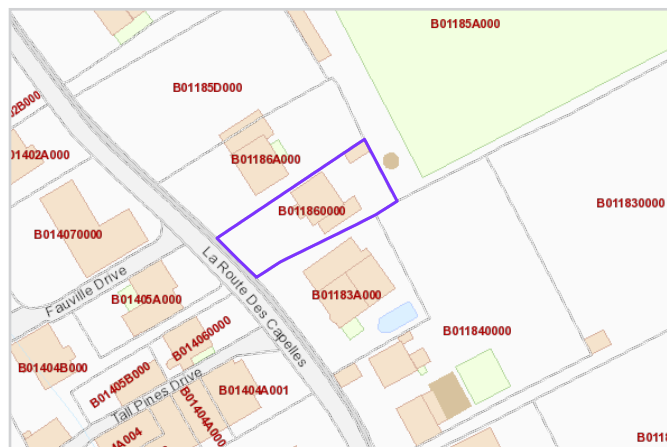 B01185A000
B01185D000
B01186A000
B011860000
B011830000
B014070000
La Route Des Capelles
Fauville Drive
B01405A000
B01183A000
B011840000
B014060000
B01404B000
B01405B000
Tall Pines Drive
B01404A001